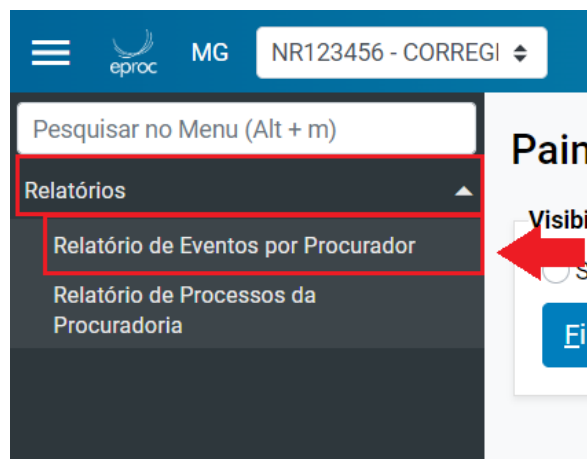 eproc
MG
NR123456 - CORREGI
Pesquisar no Menu (Alt + m)
Pain
Relatórios
Visibi
Relatório de Eventos por Procurador
S
Relatório de Processos da
Procuradoria
Fi